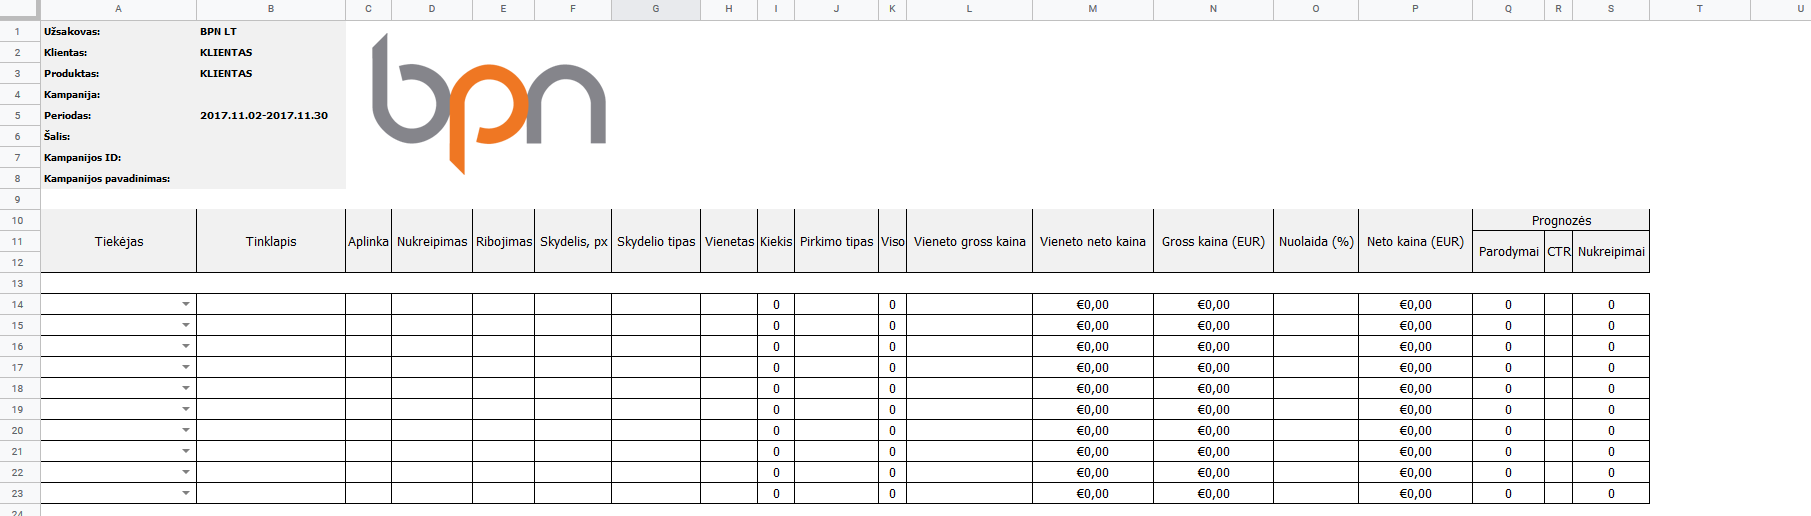 A B C D E F G H I J K L M N O P Q R S T U
1 Užsakovas: BPN LT
2 Klientas: KLIENTAS
3 Produktas: KLIENTAS
4 Kampanija:
5 Periodas: 2017.11.02-2017.11.30
6 Šalis:
7 Kampanijos ID:
8 Kampanijos pavadinimas:
bpn
9
10 Prognozės
11 Tiekėjas Tinklapis Aplinka Nukreipimas Ribojimas Skydelis, px Skydelio tipas Vienetas Kiekis Pirkimo tipas Viso Vieneto gross kaina Vieneto neto kaina Gross kaina (EUR) Nuolaida (%) Neto kaina (EUR) Parodymai CTR Nukreipimai
12
13
14 0 0 €0,00 €0,00 €0,00 0 0
15 0 0 €0,00 €0,00 €0,00 0 0
16 0 0 €0,00 €0,00 €0,00 0 0
17 0 0 €0,00 €0,00 €0,00 0 0
18 0 0 €0,00 €0,00 €0,00 0 0
19 0 0 €0,00 €0,00 €0,00 0 0
20 0 0 €0,00 €0,00 €0,00 0 0
21 0 0 €0,00 €0,00 €0,00 0 0
22 0 0 €0,00 €0,00 €0,00 0 0
23 0 0 €0,00 €0,00 €0,00 0 0
24